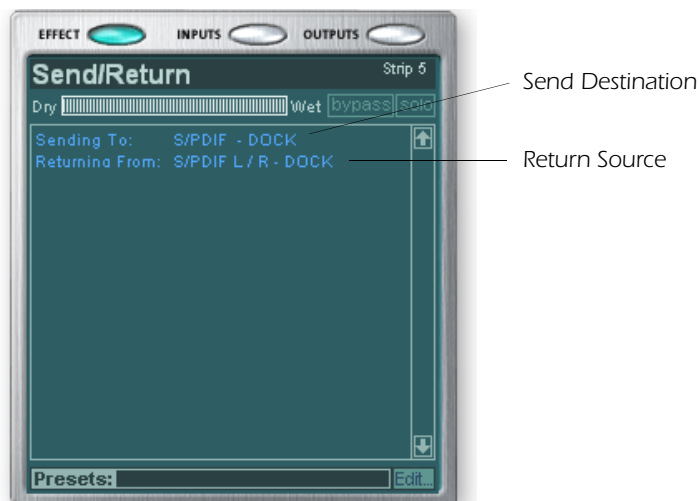 EFFECT INPUTS OUTPUTS
Send/Return Strip 5
Dry Wet bypass solo
Sending To: S/PDIF - DOCK
Returning From: S/PDIF L / R - DOCK
Presets: Edit...
Send Destination
Return Source